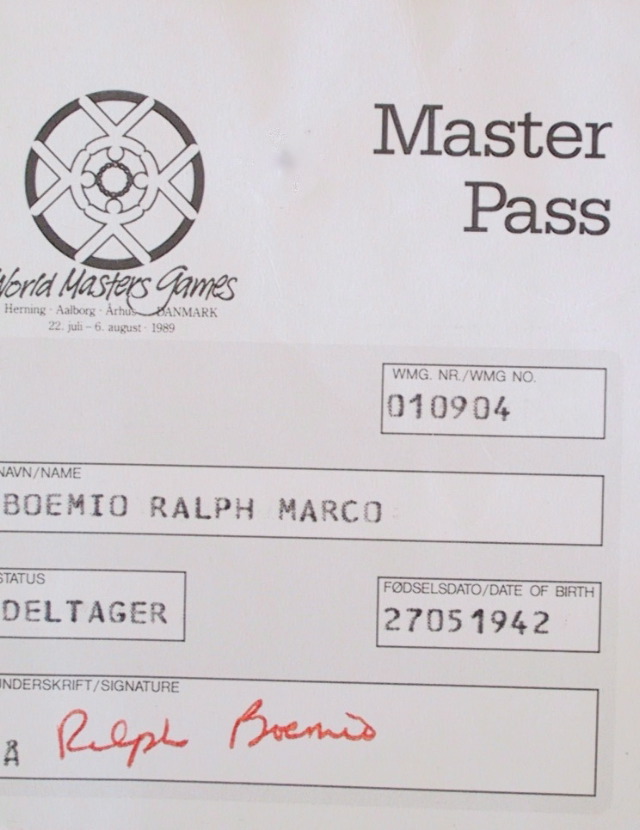 Master
Pass
World Masters Games
Herning · Aalborg · Århus DANMARK
22. juli – 6. august · 1989
WMG. NR./WMG NO.
010904
NAVN/NAME
BOEMIO RALPH MARCO
STATUS
DELTAGER
FØDSELSDATO/DATE OF BIRTH
27051942
UNDERSKRIFT/SIGNATURE
A Ralph Boemio